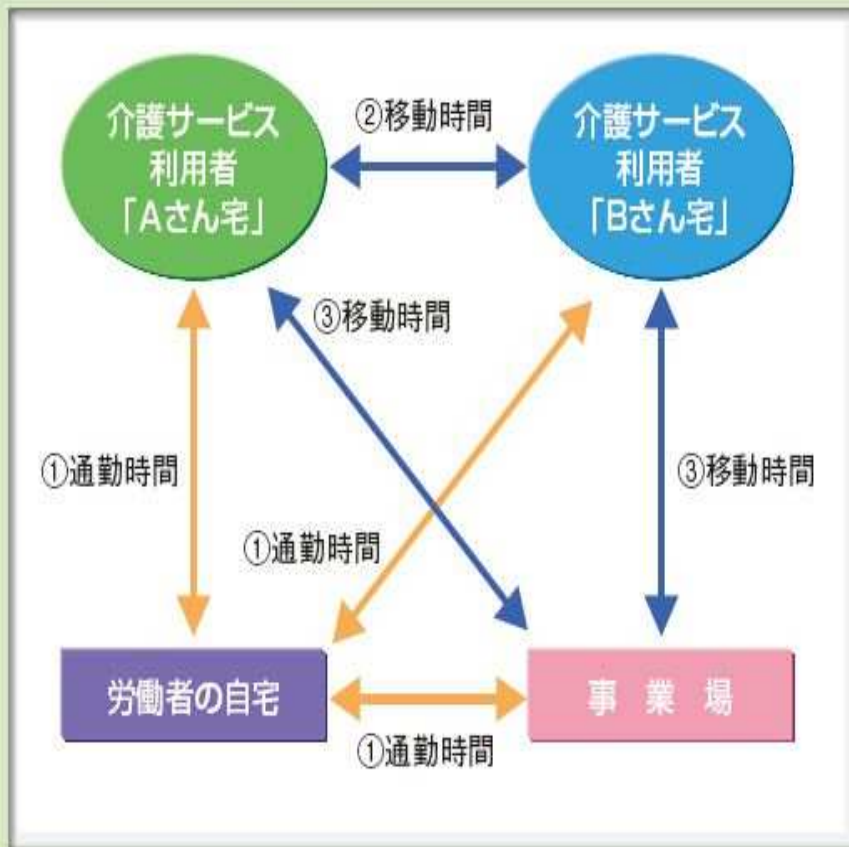 介護サービス
利用者
「Aさん宅」
②移動時間
介護サービス
利用者
「Bさん宅」
③移動時間
①通勤時間
③移動時間
①通勤時間
労働者の自宅
事業場
①通勤時間